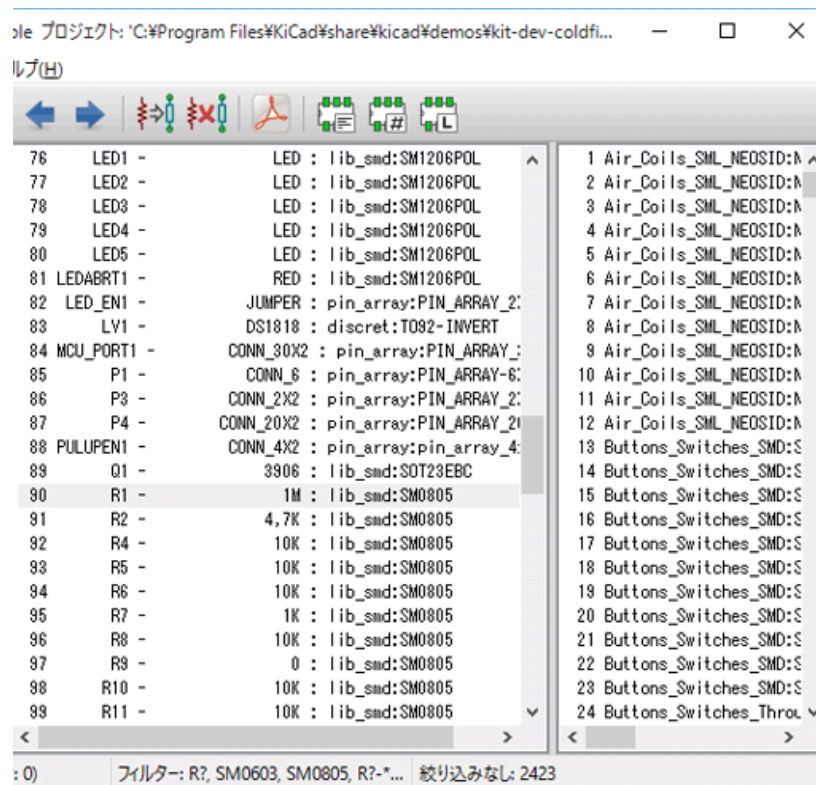 ple プロジェクト: 'C:¥Program Files¥KiCad¥share¥kicad¥demos¥kit-dev-coldfi...
ルプ(H)
76 LED1 - LED : lib_smd:SM1206POL
77 LED2 - LED : lib_smd:SM1206POL
78 LED3 - LED : lib_smd:SM1206POL
79 LED4 - LED : lib_smd:SM1206POL
80 LED5 - LED : lib_smd:SM1206POL
81 LEDABRT1 - RED : lib_smd:SM1206POL
82 LED_EN1 - JUMPER : pin_array:PIN_ARRAY_2
83 LV1 - DS1818 : discret:TO92-INVERT
84 MCU_PORT1 - CONN_30X2 : pin_array:PIN_ARRAY_
85 P1 - CONN_6 : pin_array:PIN_ARRAY-6
86 P3 - CONN_2X2 : pin_array:PIN_ARRAY_2
87 P4 - CONN_20X2 : pin_array:PIN_ARRAY_2
88 PULUPEN1 - CONN_4X2 : pin_array:pin_array_4
89 Q1 - 3906 : lib_smd:SOT23EBC
90 R1 - 1M : lib_smd:SM0805
91 R2 - 4,7K : lib_smd:SM0805
92 R4 - 10K : lib_smd:SM0805
93 R5 - 10K : lib_smd:SM0805
94 R6 - 10K : lib_smd:SM0805
95 R7 - 1K : lib_smd:SM0805
96 R8 - 10K : lib_smd:SM0805
97 R9 - 0 : lib_smd:SM0805
98 R10 - 10K : lib_smd:SM0805
99 R11 - 10K : lib_smd:SM0805
1 Air_Coils_SML_NEOSID:
2 Air_Coils_SML_NEOSID:
3 Air_Coils_SML_NEOSID:
4 Air_Coils_SML_NEOSID:
5 Air_Coils_SML_NEOSID:
6 Air_Coils_SML_NEOSID:
7 Air_Coils_SML_NEOSID:
8 Air_Coils_SML_NEOSID:
9 Air_Coils_SML_NEOSID:
10 Air_Coils_SML_NEOSID:
11 Air_Coils_SML_NEOSID:
12 Air_Coils_SML_NEOSID:
13 Buttons_Switches_SMD:S
14 Buttons_Switches_SMD:S
15 Buttons_Switches_SMD:S
16 Buttons_Switches_SMD:S
17 Buttons_Switches_SMD:S
18 Buttons_Switches_SMD:S
19 Buttons_Switches_SMD:S
20 Buttons_Switches_SMD:S
21 Buttons_Switches_SMD:S
22 Buttons_Switches_SMD:S
23 Buttons_Switches_SMD:S
24 Buttons_Switches_Throu
: 0) フィルター: R?, SM0603, SM0805, R?-*... 絞り込みなし: 2423